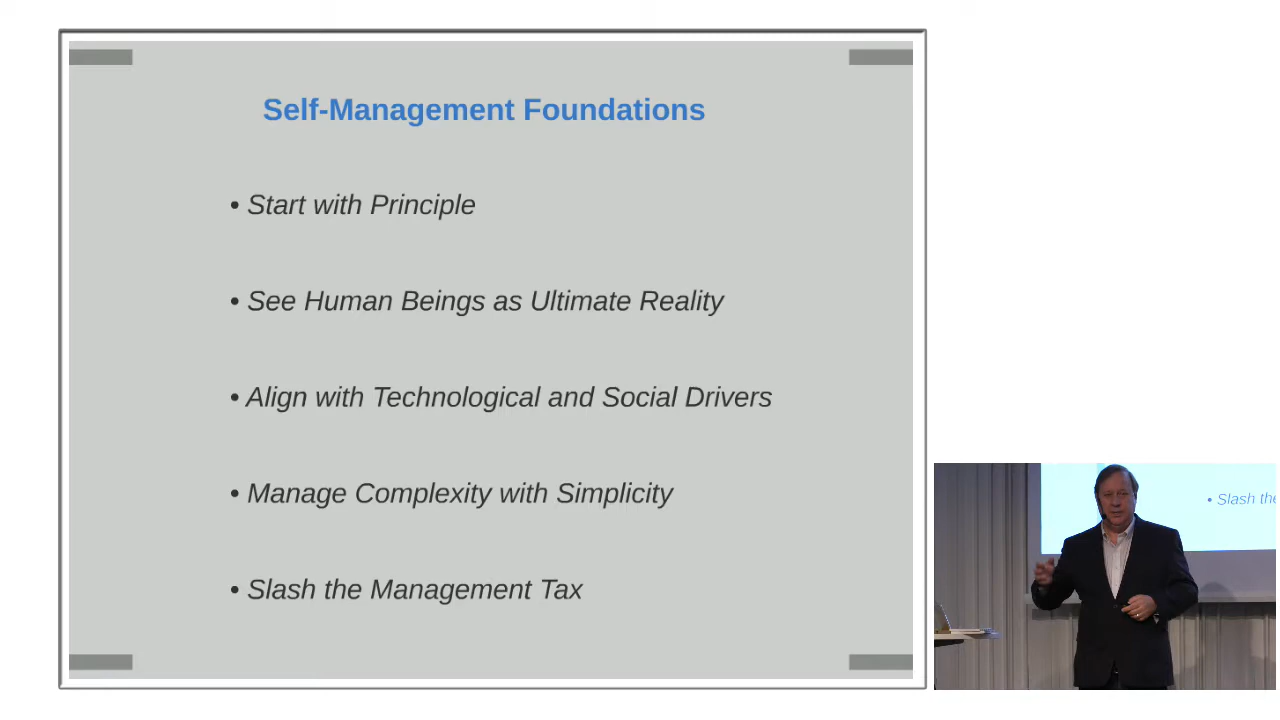 Self-Management Foundations
• Start with Principle
• See Human Beings as Ultimate Reality
• Align with Technological and Social Drivers
• Manage Complexity with Simplicity
• Slash the Management Tax
• Slash the